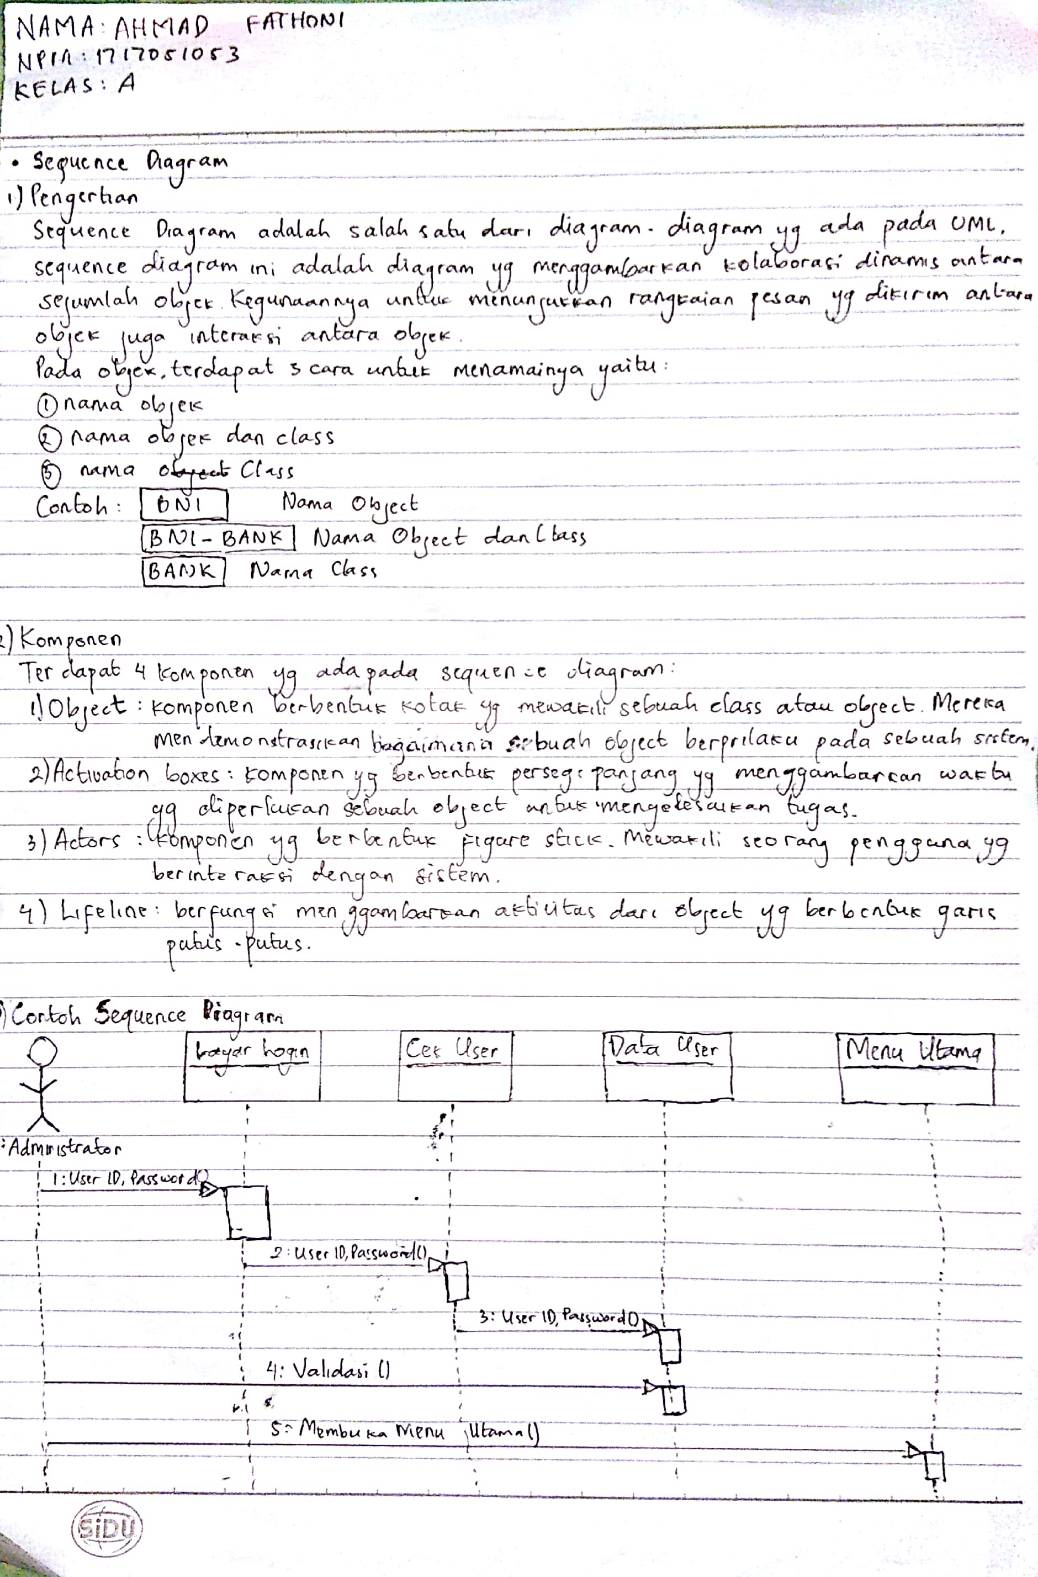 NAMA: AHMAD FATHONI
NPM: 1717051053
KELAS: A
• Sequence Diagram
1) Pengertian
Sequence Diagram adalah salah satu dari diagram-diagram yg ada pada UML,
sequence diagram ini adalah diagram yg menggambarkan kolaborasi dinamis antara
sejumlah objek. Kegunaannya untuk menunjukkan rangkaian pesan yg dikirim antara
objek juga interaksi antara objek.
Pada objek, terdapat 3 cara untuk menamainya yaitu:
① nama objek
② nama objek dan class
③ nama object Class
Contoh: BNI Nama Object
BNI-BANK Nama Object dan Class
BANK Nama Class
2) Komponen
Terdapat 4 komponen yg ada pada sequence diagram:
1) Object: komponen berbentuk kotak yg mewakili sebuah class atau object. Mereka
mendemonstrasikan bagaimana sebuah object berprilaku pada sebuah sistem.
2) Activation boxes: komponen yg berbentuk persegi panjang yg menggambarkan waktu
yg diperlukan sebuah object untuk mengelesaikan tugas.
3) Actors: komponen yg berbentuk figure stick. Mewakili seorang pengguna yg
berinteraksi dengan sistem.
4) Lifeline: berfungsi menggambarkan aktivitas dari object yg berbentuk garis
putus-putus.
) Contoh Sequence Diagram
Layar Login Cek User Data User Menu Utama
:Administrator
1: User ID, Password()
2: User ID, Password()
3: User ID, Password()
4: Validasi ()
5: Membuka Menu Utama()
SiDU